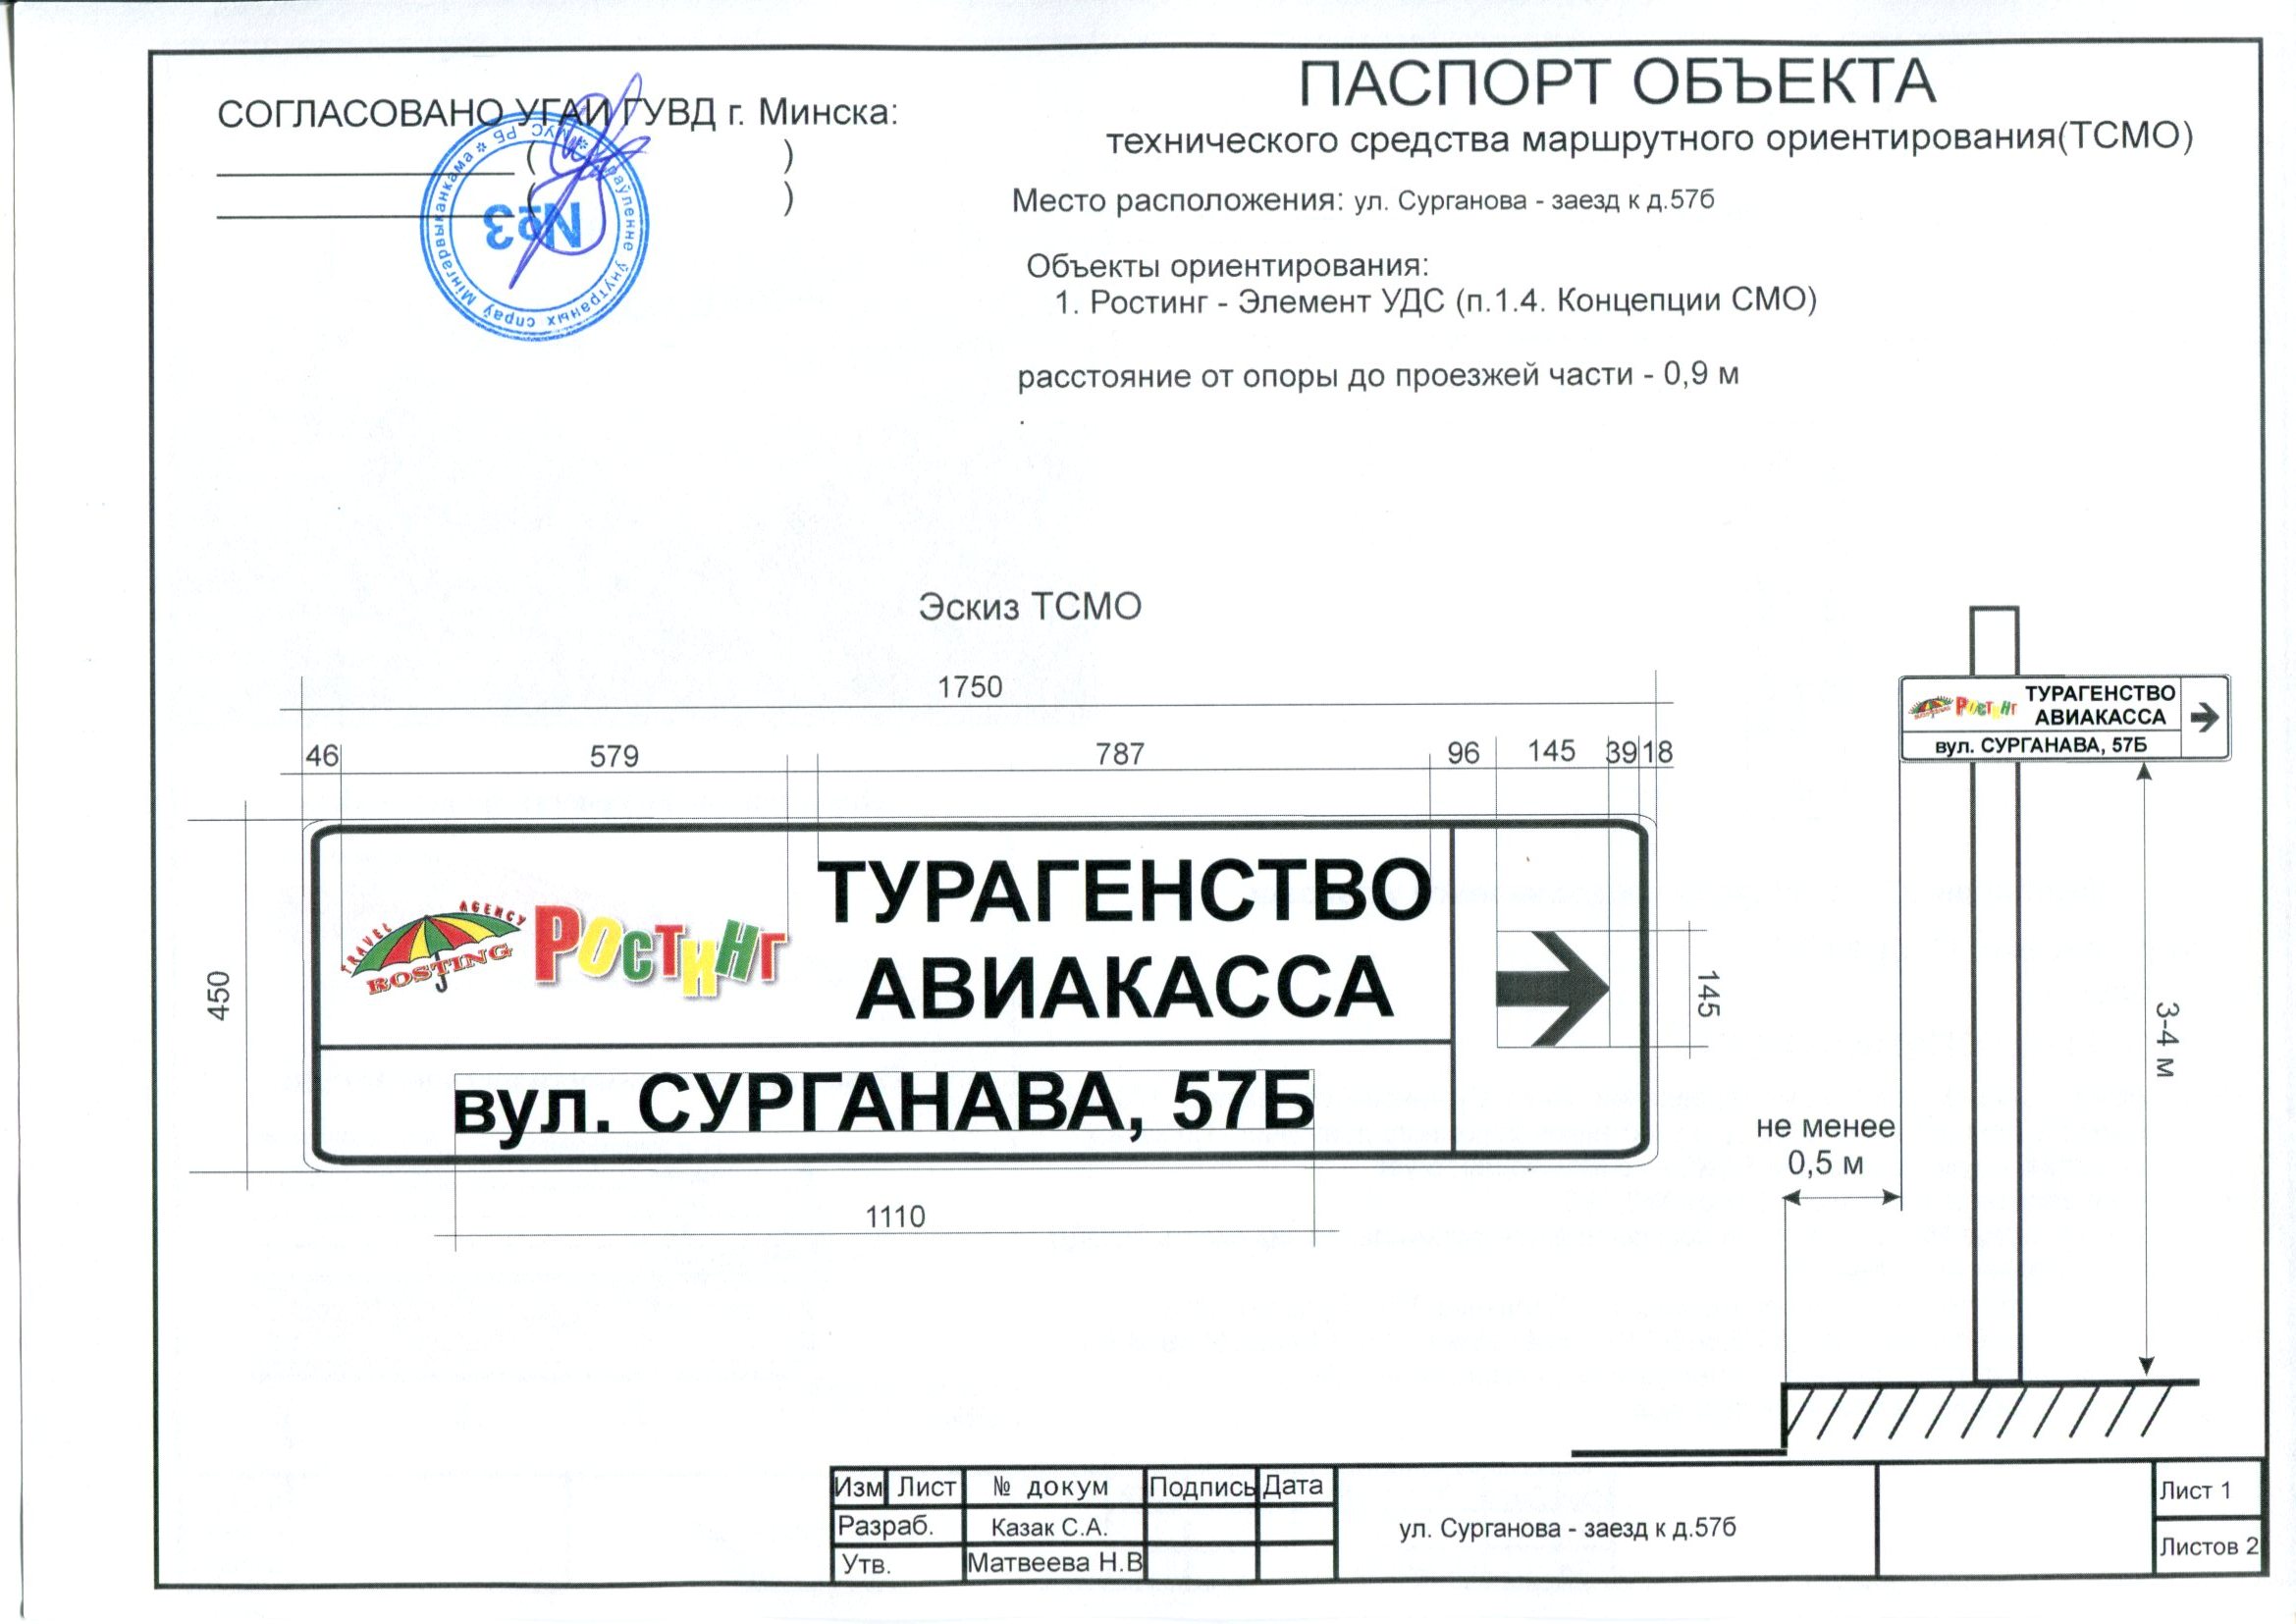 СОГЛАСОВАНО УГАИ ГУВД г. Минска:
( )
( )
№3
ўпраўленне ўнутраных спраў Мінгарвыканкама * МУС РБ *
ПАСПОРТ ОБЪЕКТА
технического средства маршрутного ориентирования(ТСМО)
Место расположения: ул. Сурганова - заезд к д.57б
Объекты ориентирования:
1. Ростинг - Элемент УДС (п.1.4. Концепции СМО)
расстояние от опоры до проезжей части - 0,9 м
.
Эскиз ТСМО
1750
46 579 787 96 145 39 18
450
TRAVEL AGENCY
ROSTING
РОСТИНГ
ТУРАГЕНСТВО
АВИАКАССА
вул. СУРГАНАВА, 57Б
145
1110
РОСТИНГ
ТУРАГЕНСТВО
АВИАКАССА
вул. СУРГАНАВА, 57Б
3-4 м
не менее
0,5 м
Изм Лист № докум Подпись Дата
Разраб. Казак С.А.
Утв. Матвеева Н.В
ул. Сурганова - заезд к д.57б
Лист 1
Листов 2